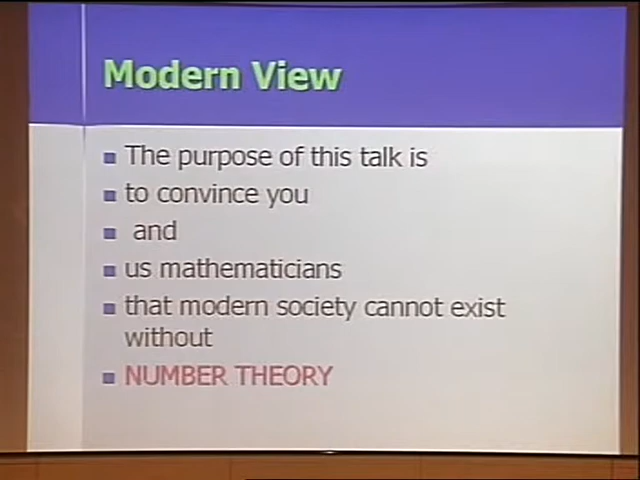 Modern View
The purpose of this talk is
to convince you
and
us mathematicians
that modern society cannot exist
without
NUMBER THEORY